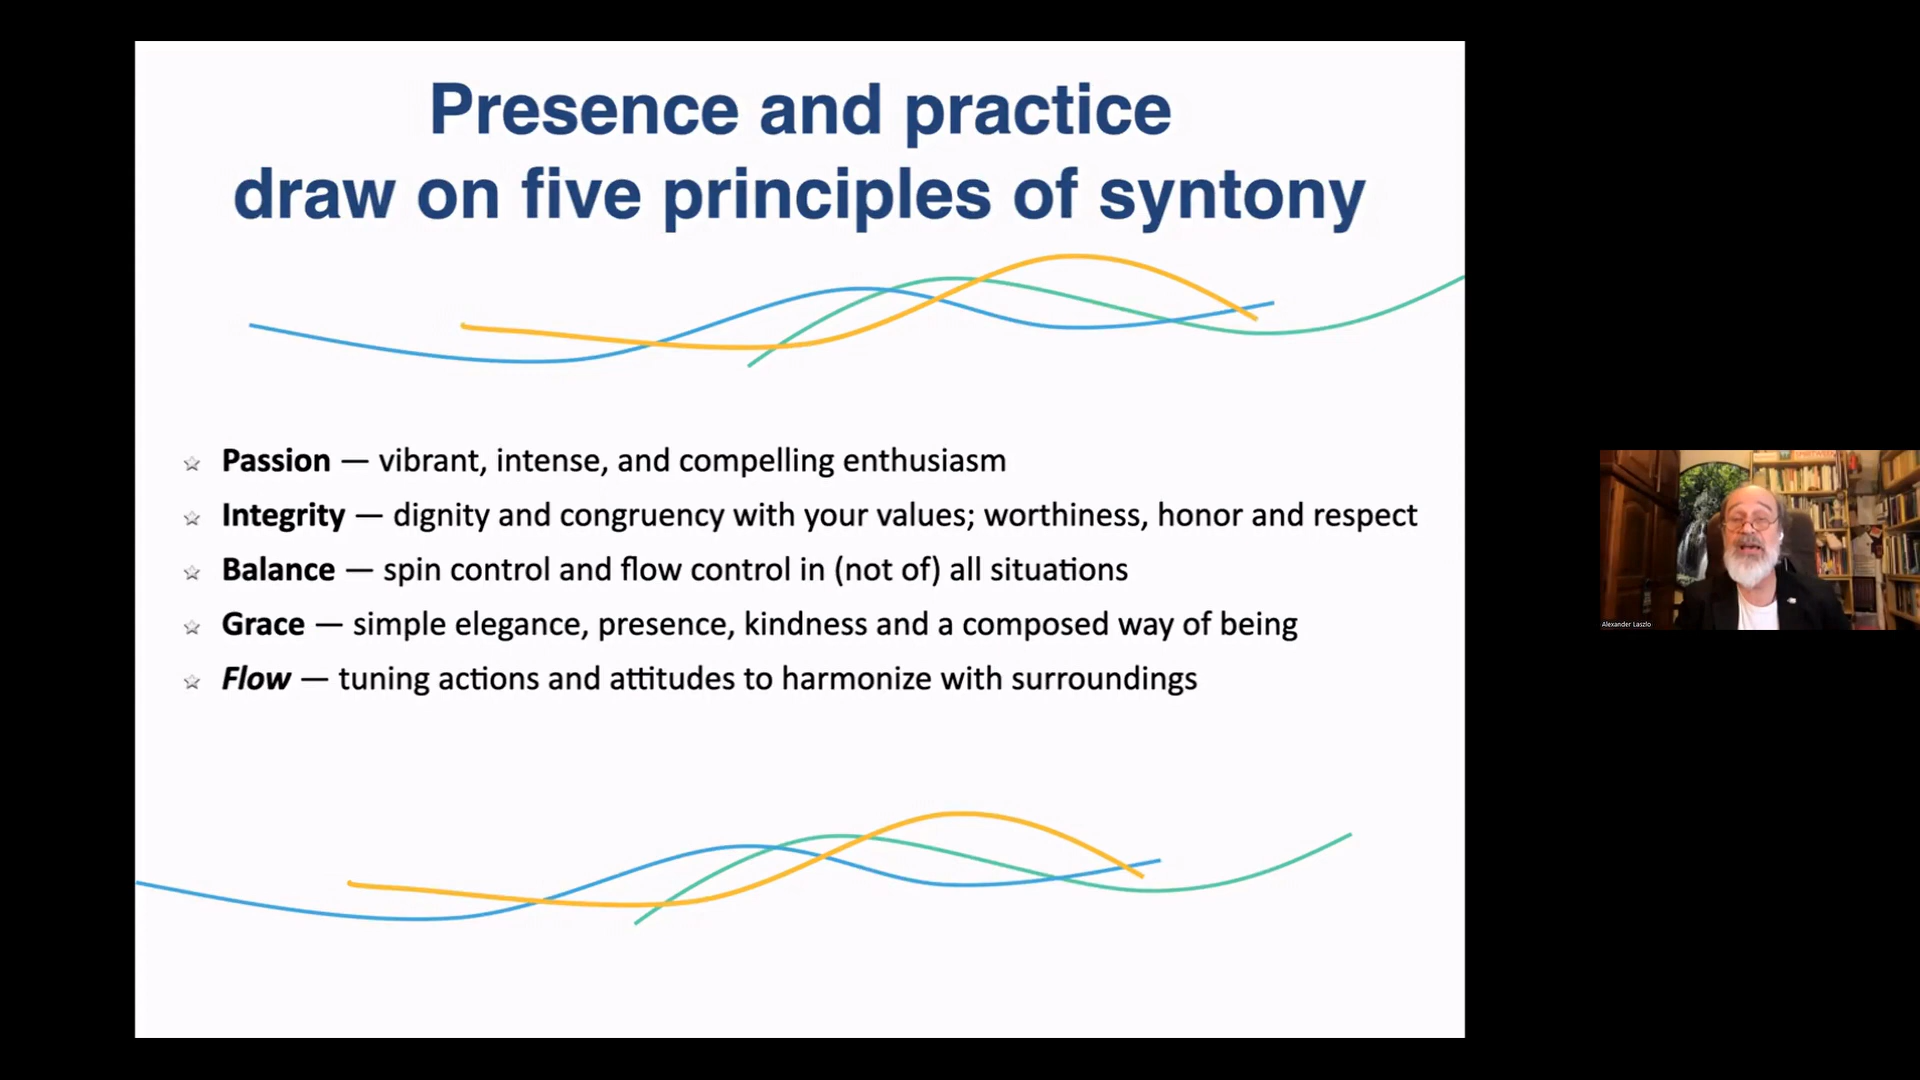 Presence and practice
draw on five principles of syntony
Passion — vibrant, intense, and compelling enthusiasm
Integrity — dignity and congruency with your values; worthiness, honor and respect
Balance — spin control and flow control in (not of) all situations
Grace — simple elegance, presence, kindness and a composed way of being
Flow — tuning actions and attitudes to harmonize with surroundings
Alexander Laszlo